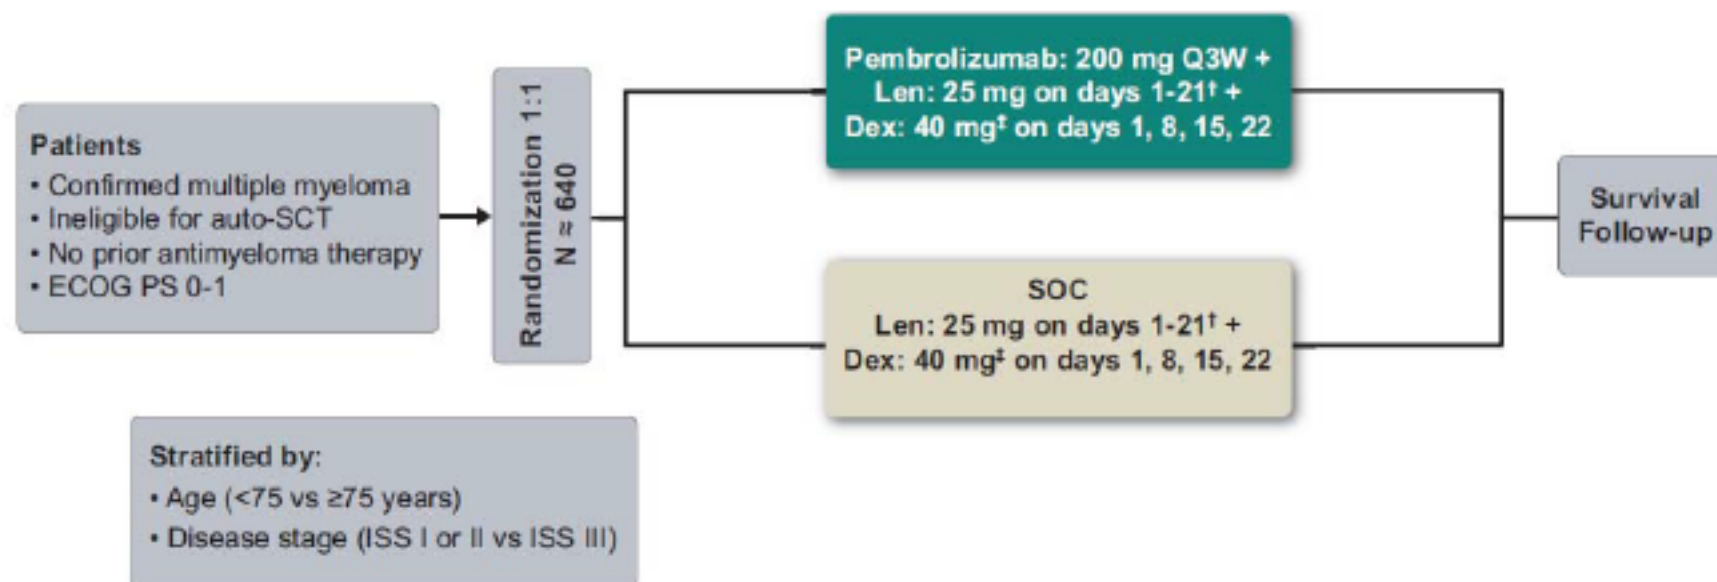 Patients
• Confirmed multiple myeloma
• Ineligible for auto-SCT
• No prior antimyeloma therapy
• ECOG PS 0-1
Randomization 1:1
N ≈ 640
Pembrolizumab: 200 mg Q3W +
Len: 25 mg on days 1-21† +
Dex: 40 mg‡ on days 1, 8, 15, 22
SOC
Len: 25 mg on days 1-21† +
Dex: 40 mg‡ on days 1, 8, 15, 22
Survival
Follow-up
Stratified by:
• Age (<75 vs ≥75 years)
• Disease stage (ISS I or II vs ISS III)